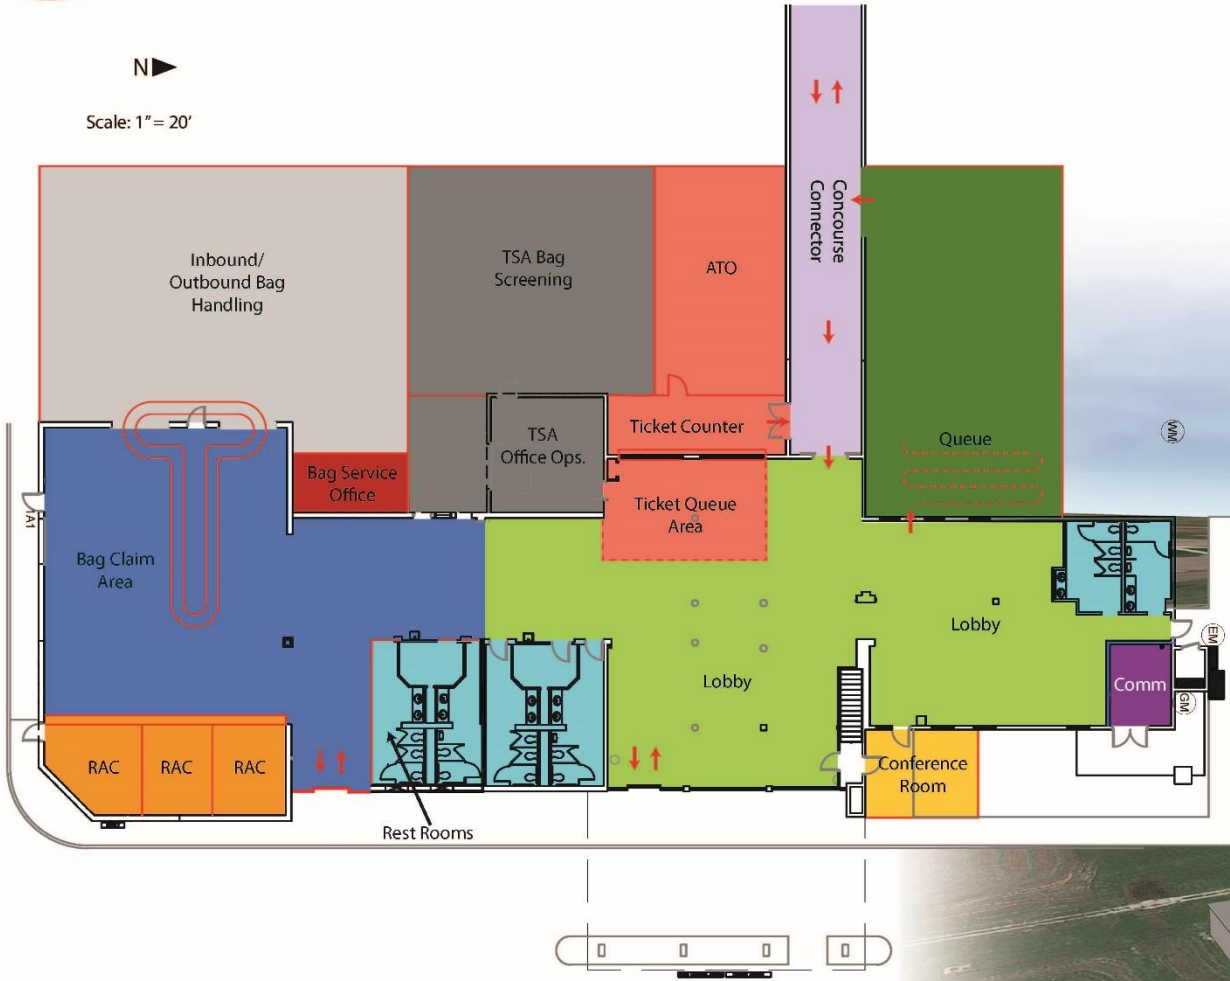 N
Scale: 1" = 20'
Concourse
Connector
Inbound/
Outbound Bag
Handling
TSA Bag
Screening
ATO
Ticket Counter
Queue
WM
TSA
Office Ops.
Bag Service
Office
Ticket Queue
Area
A1
Bag Claim
Area
Lobby
EM
Lobby
Comm
GM
RAC
RAC
RAC
Conference
Room
Rest Rooms